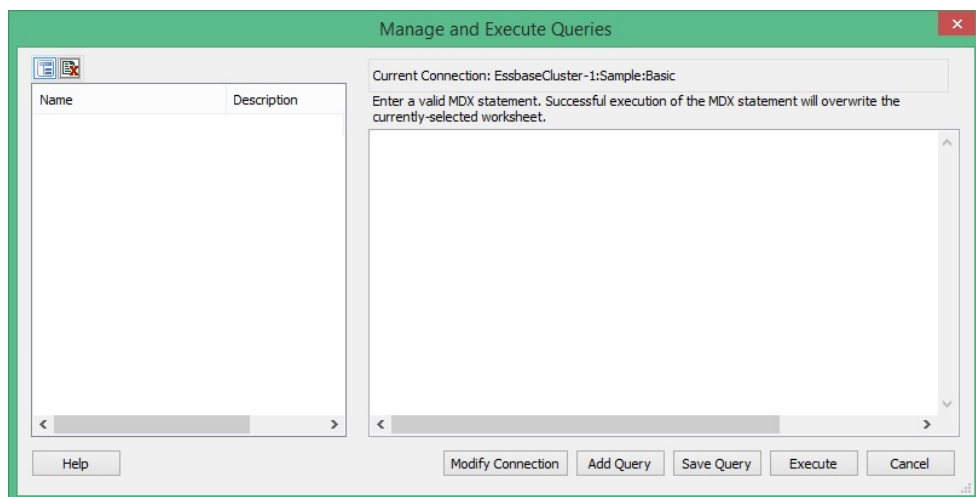 Manage and Execute Queries
Name Description
Current Connection: EssbaseCluster-1:Sample:Basic
Enter a valid MDX statement. Successful execution of the MDX statement will overwrite the
currently-selected worksheet.
Help Modify Connection Add Query Save Query Execute Cancel